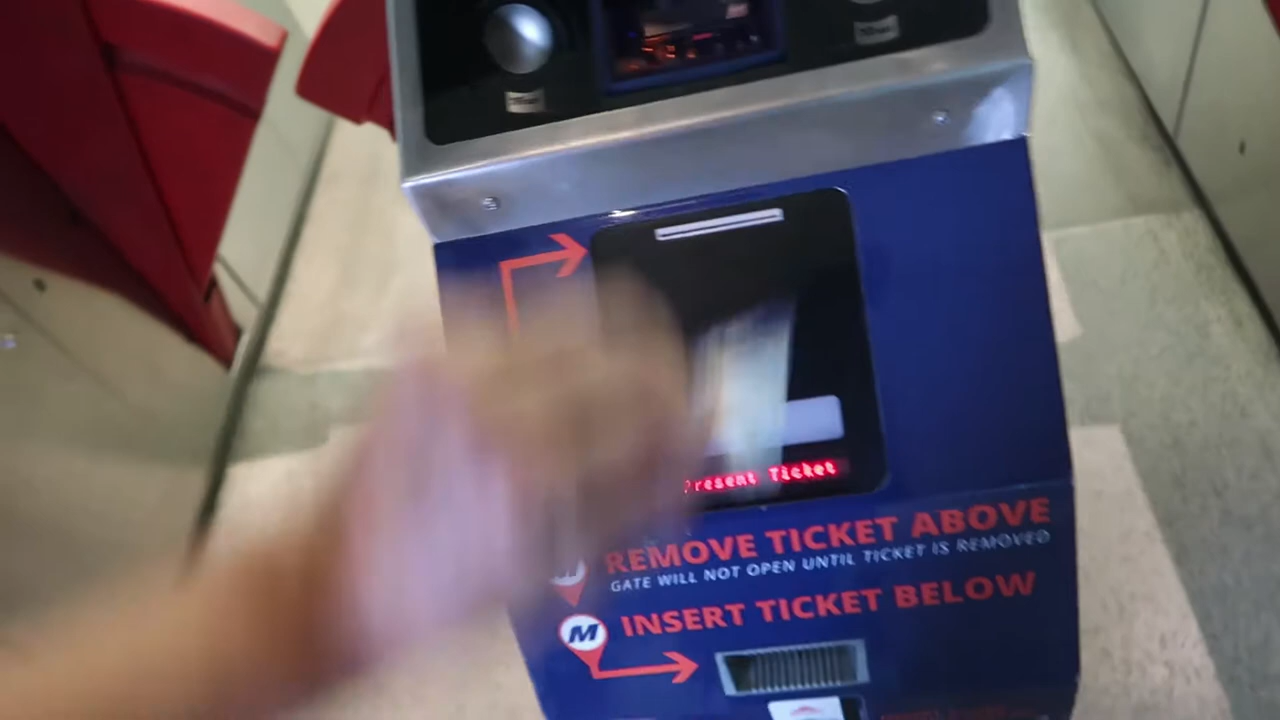 Present Ticket
REMOVE TICKET ABOVE
GATE WILL NOT OPEN UNTIL TICKET IS REMOVED
M
INSERT TICKET BELOW